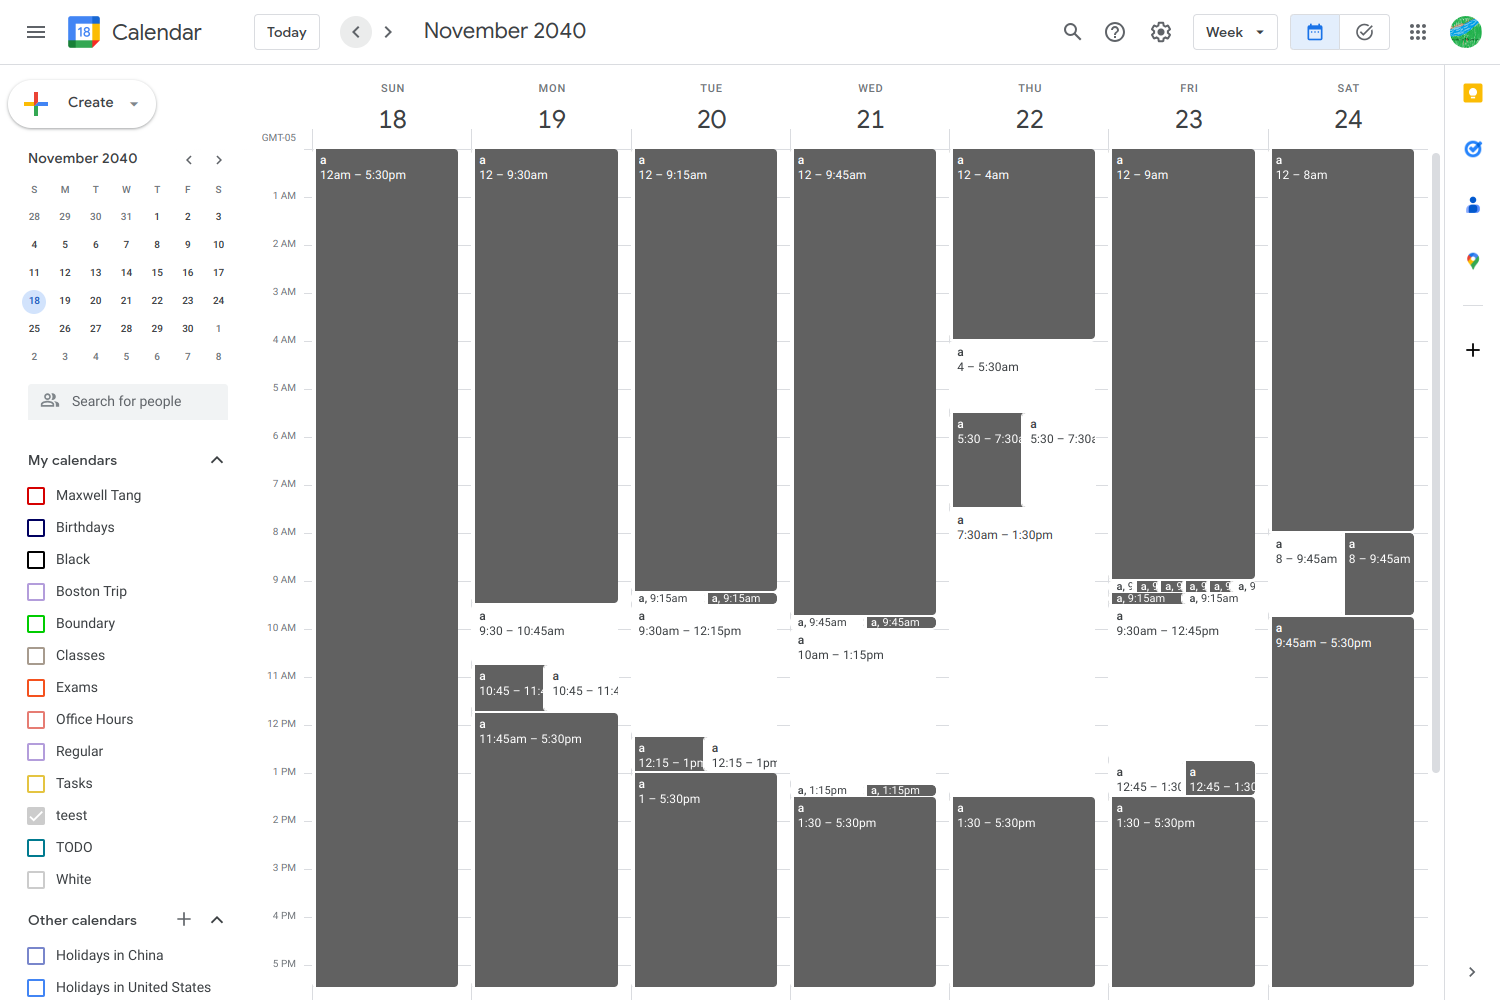 18 Calendar Today November 2040 Week
Create
November 2040
S M T W T F S
28 29 30 31 1 2 3
4 5 6 7 8 9 10
11 12 13 14 15 16 17
18 19 20 21 22 23 24
25 26 27 28 29 30 1
2 3 4 5 6 7 8
Search for people
My calendars
Maxwell Tang
Birthdays
Black
Boston Trip
Boundary
Classes
Exams
Office Hours
Regular
Tasks
teest
TODO
White
Other calendars
Holidays in China
Holidays in United States
SUN MON TUE WED THU FRI SAT
18 19 20 21 22 23 24
GMT-05
1 AM
2 AM
3 AM
4 AM
5 AM
6 AM
7 AM
8 AM
9 AM
10 AM
11 AM
12 PM
1 PM
2 PM
3 PM
4 PM
5 PM
a
12am – 5:30pm
a
12 – 9:30am
a
9:30 – 10:45am
a
10:45 – 11:4
a
10:45 – 11:4
a
11:45am – 5:30pm
a
12 – 9:15am
a, 9:15am
a, 9:15am
a
9:30am – 12:15pm
a
12:15 – 1pm
a
12:15 – 1pm
a
1 – 5:30pm
a
12 – 9:45am
a, 9:45am
a, 9:45am
a
10am – 1:15pm
a, 1:15pm
a, 1:15pm
a
1:30 – 5:30pm
a
12 – 4am
a
4 – 5:30am
a
5:30 – 7:30a
a
5:30 – 7:30a
a
7:30am – 1:30pm
a
1:30 – 5:30pm
a
12 – 9am
a, 9 a, 9 a, 9 a, 9 a, 9 a, 9
a, 9:15am
a, 9:15am
a
9:30am – 12:45pm
a
12:45 – 1:30
a
12:45 – 1:30
a
1:30 – 5:30pm
a
12 – 8am
a
8 – 9:45am
a
8 – 9:45am
a
9:45am – 5:30pm